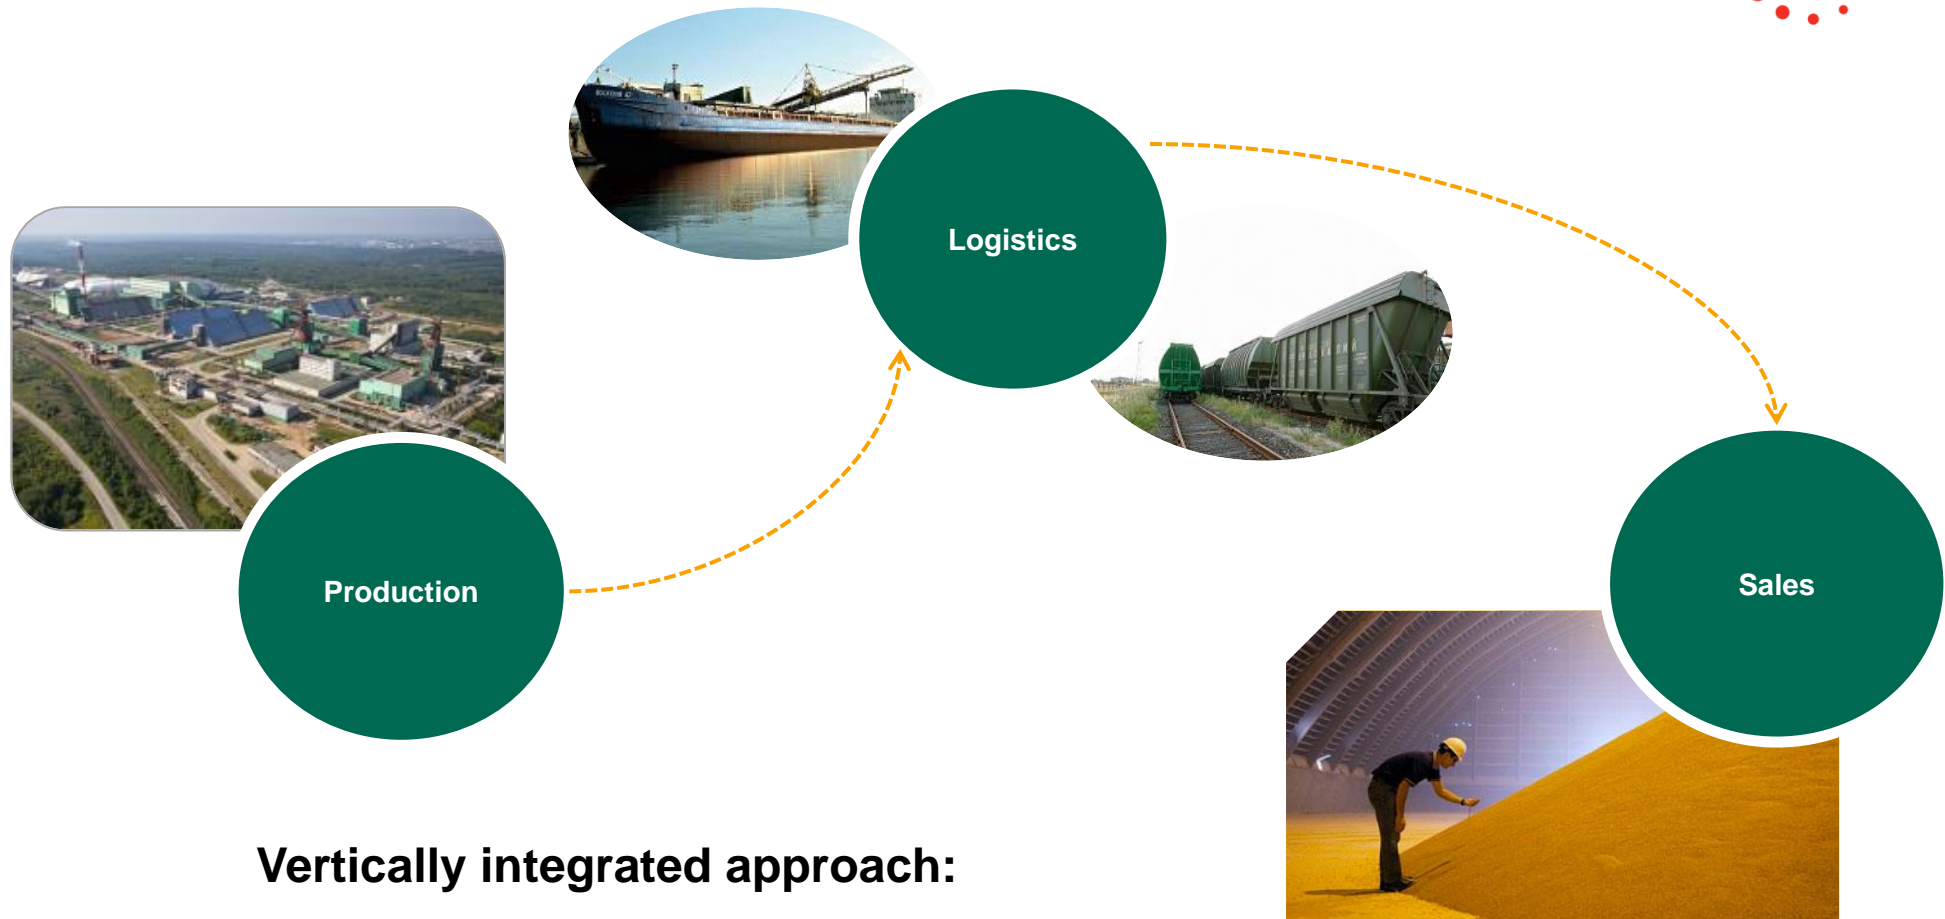 Logistics
Production
Sales
Vertically integrated approach: